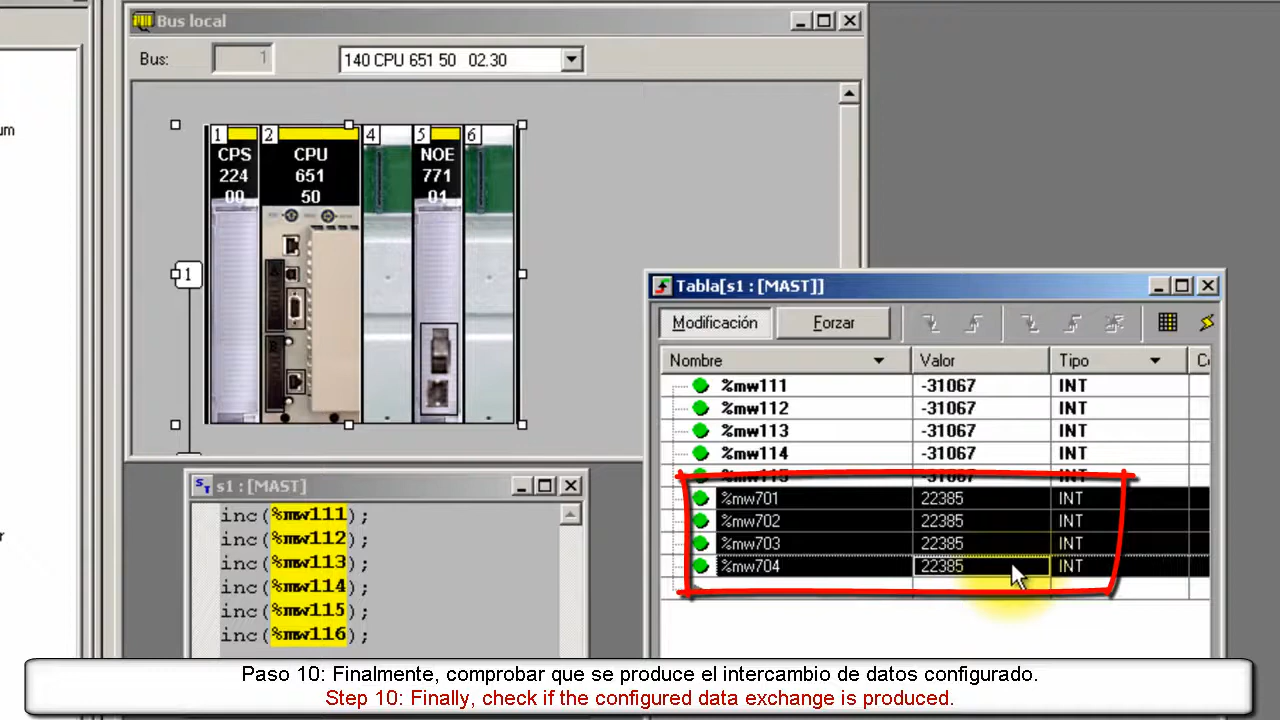 Bus local
um
Bus:
1
140 CPU 651 50 02.30
1 2 4 5 6
CPS 224 00
CPU 651 50
NOE 771 01
1
Tabla[s1 : [MAST]]
Modificación Forzar
Nombre Valor Tipo
%mw111 -31067 INT
%mw112 -31067 INT
%mw113 -31067 INT
%mw114 -31067 INT
%mw115 -31067 INT
%mw701 22385 INT
%mw702 22385 INT
%mw703 22385 INT
%mw704 22385 INT
s1 : [MAST]
inc(%mw111);
inc(%mw112);
inc(%mw113);
inc(%mw114);
inc(%mw115);
inc(%mw116);
Paso 10: Finalmente, comprobar que se produce el intercambio de datos configurado.
Step 10: Finally, check if the configured data exchange is produced.